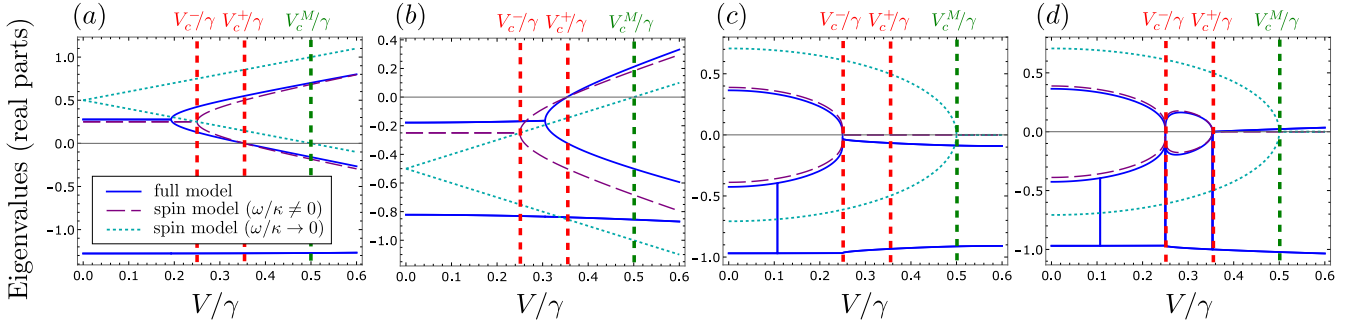 (a) V_c^-/γ V_c^+/γ V_c^M/γ (b) V_c^-/γ V_c^+/γ V_c^M/γ (c) V_c^-/γ V_c^+/γ V_c^M/γ (d) V_c^-/γ V_c^+/γ V_c^M/γ
Eigenvalues (real parts)
1.0
0.5
0.0
−0.5
−1.0
full model
spin model (ω/κ ≠ 0)
spin model (ω/κ → 0)
0.0 0.1 0.2 0.3 0.4 0.5 0.6
V/γ
0.4
0.2
0.0
−0.2
−0.4
−0.6
−0.8
−1.0
0.0 0.1 0.2 0.3 0.4 0.5 0.6
V/γ
0.5
0.0
−0.5
−1.0
0.0 0.1 0.2 0.3 0.4 0.5 0.6
V/γ
0.5
0.0
−0.5
−1.0
0.0 0.1 0.2 0.3 0.4 0.5 0.6
V/γ